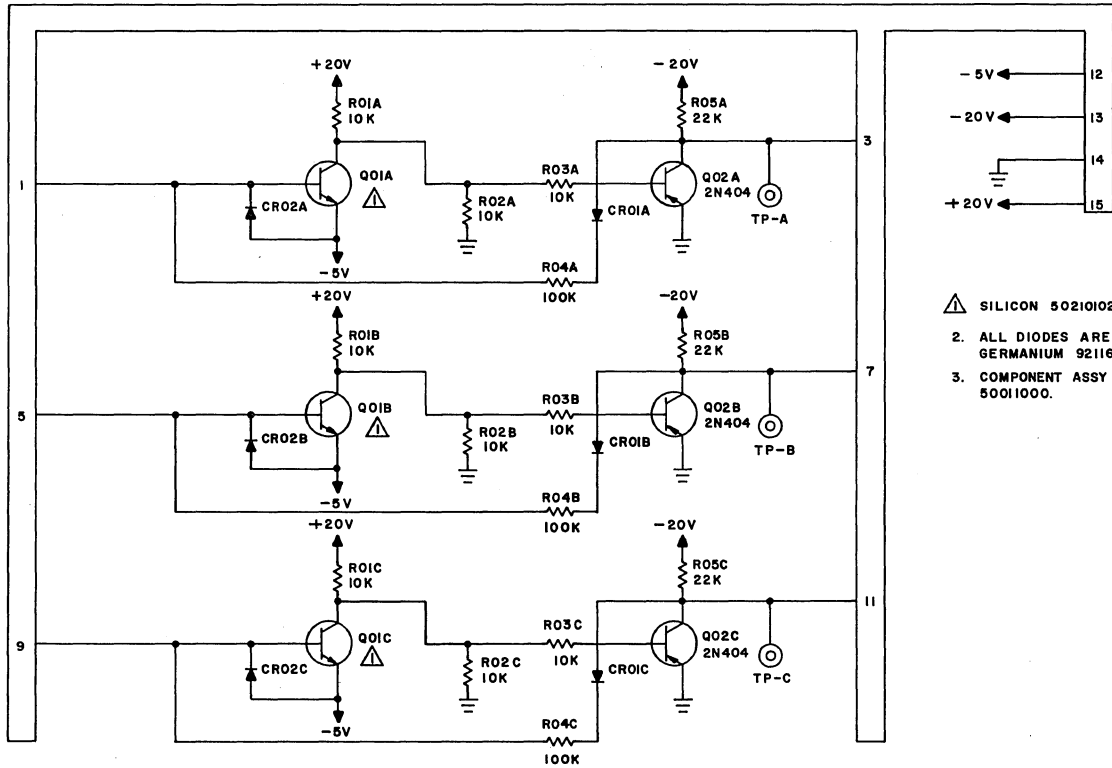 +20V
-20V
R01A
10K
R05A
22K
1
Q01A
1
CR02A
R02A
10K
R03A
10K
CR01A
Q02A
2N404
TP-A
3
-5V
R04A
100K
+20V
-20V
R01B
10K
R05B
22K
5
Q01B
1
CR02B
R02B
10K
R03B
10K
CR01B
Q02B
2N404
TP-B
7
-5V
R04B
100K
+20V
-20V
R01C
10K
R05C
22K
9
Q01C
1
CR02C
R02C
10K
R03C
10K
CR01C
Q02C
2N404
TP-C
11
-5V
R04C
100K
-5V
12
-20V
13
14
+20V
15
1 SILICON 50210102
2. ALL DIODES ARE
GERMANIUM 92116
3. COMPONENT ASSY
50011000.